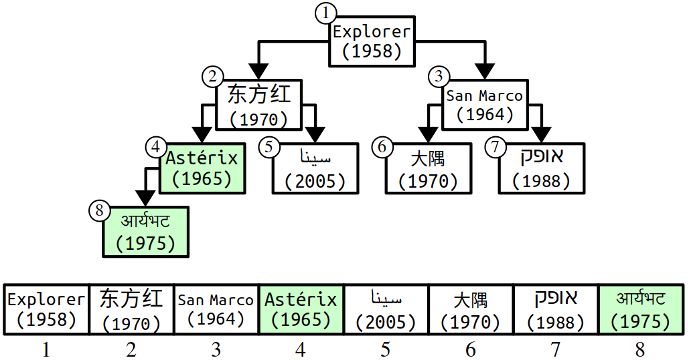 1
Explorer
(1958)
2
东方红
(1970)
3
San Marco
(1964)
4
Astérix
(1965)
5
سينا
(2005)
6
大隅
(1970)
7
אופק
(1988)
8
आर्यभट
(1975)
Explorer 东方红 San Marco Astérix سينا 大隅 אופק आर्यभट
(1958) (1970) (1964) (1965) (2005) (1970) (1988) (1975)
1 2 3 4 5 6 7 8